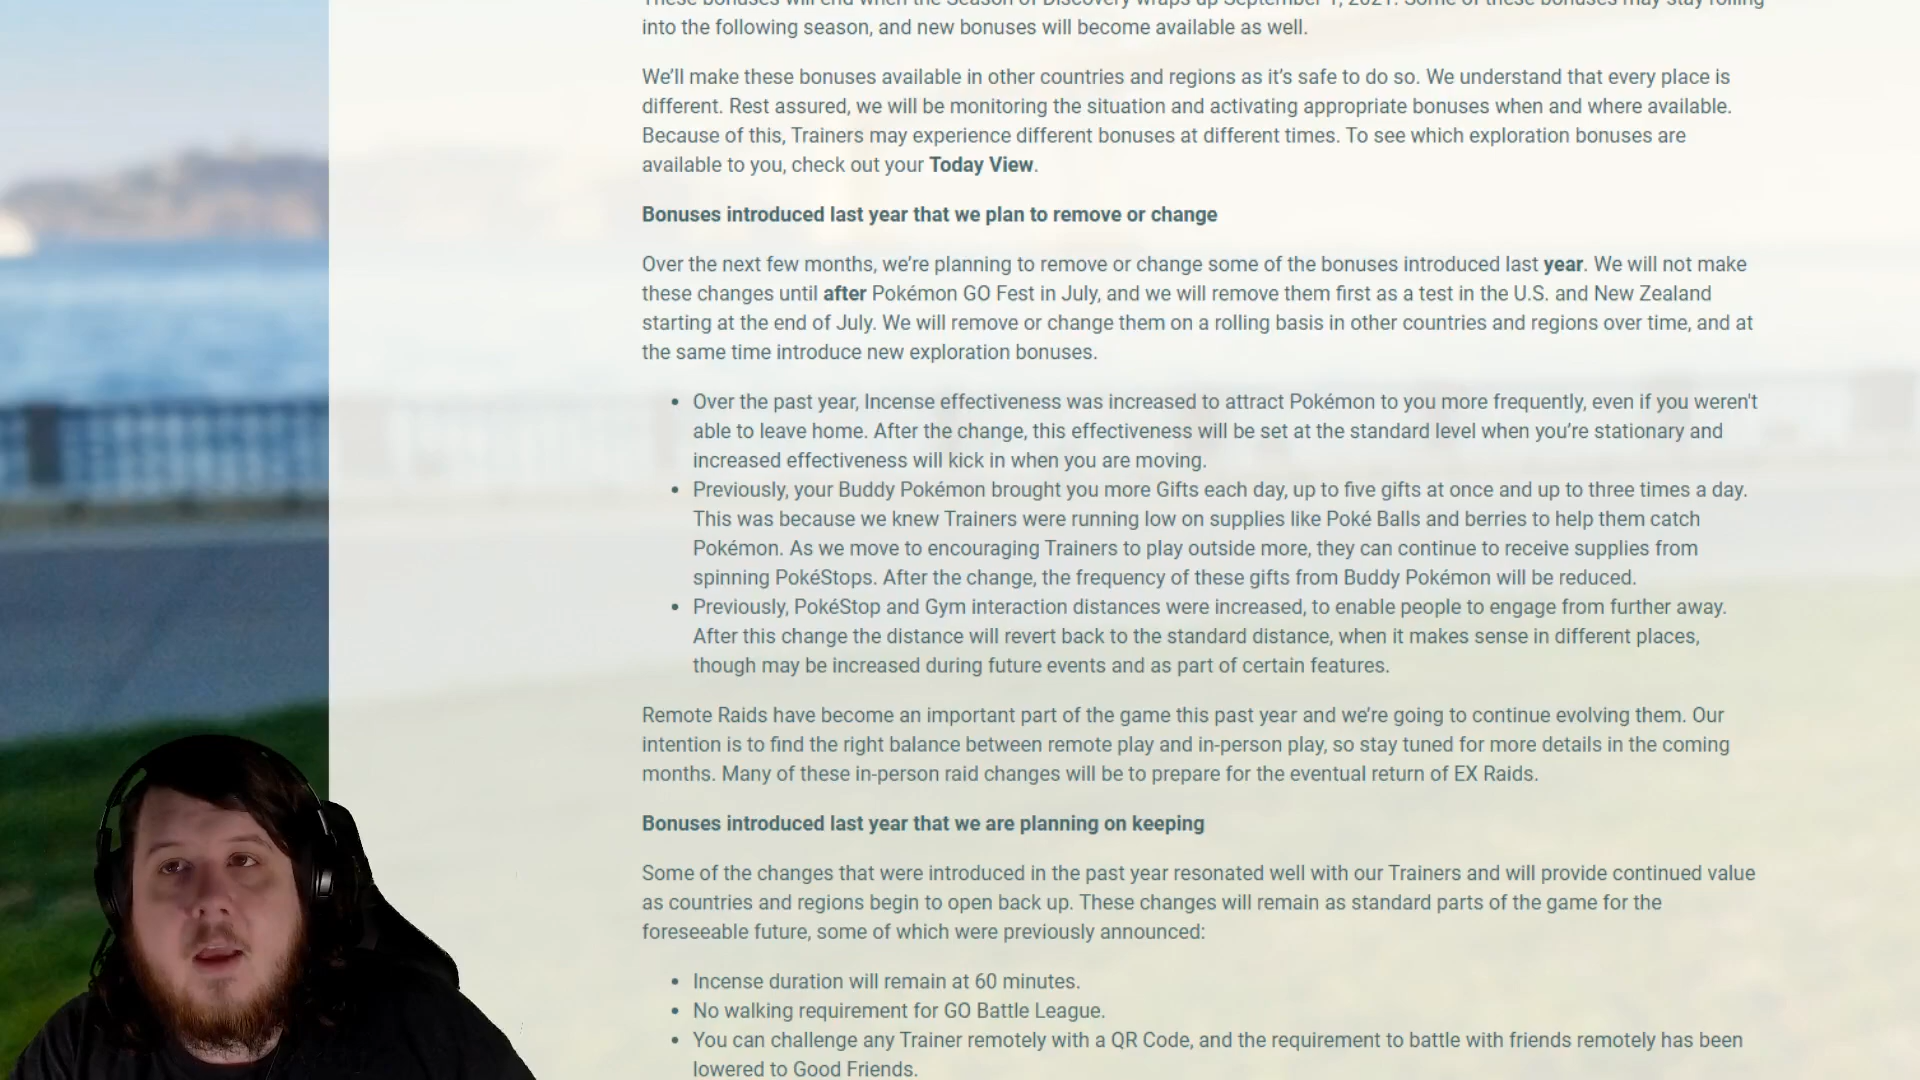 These bonuses will end when the Season of Discovery wraps up September 1, 2021. Some of these bonuses may stay rolling
into the following season, and new bonuses will become available as well.
We'll make these bonuses available in other countries and regions as it's safe to do so. We understand that every place is
different. Rest assured, we will be monitoring the situation and activating appropriate bonuses when and where available.
Because of this, Trainers may experience different bonuses at different times. To see which exploration bonuses are
available to you, check out your Today View.
Bonuses introduced last year that we plan to remove or change
Over the next few months, we're planning to remove or change some of the bonuses introduced last year. We will not make
these changes until after Pokémon GO Fest in July, and we will remove them first as a test in the U.S. and New Zealand
starting at the end of July. We will remove or change them on a rolling basis in other countries and regions over time, and at
the same time introduce new exploration bonuses.
• Over the past year, Incense effectiveness was increased to attract Pokémon to you more frequently, even if you weren't
able to leave home. After the change, this effectiveness will be set at the standard level when you're stationary and
increased effectiveness will kick in when you are moving.
• Previously, your Buddy Pokémon brought you more Gifts each day, up to five gifts at once and up to three times a day.
This was because we knew Trainers were running low on supplies like Poké Balls and berries to help them catch
Pokémon. As we move to encouraging Trainers to play outside more, they can continue to receive supplies from
spinning PokéStops. After the change, the frequency of these gifts from Buddy Pokémon will be reduced.
• Previously, PokéStop and Gym interaction distances were increased, to enable people to engage from further away.
After this change the distance will revert back to the standard distance, when it makes sense in different places,
though may be increased during future events and as part of certain features.
Remote Raids have become an important part of the game this past year and we're going to continue evolving them. Our
intention is to find the right balance between remote play and in-person play, so stay tuned for more details in the coming
months. Many of these in-person raid changes will be to prepare for the eventual return of EX Raids.
Bonuses introduced last year that we are planning on keeping
Some of the changes that were introduced in the past year resonated well with our Trainers and will provide continued value
as countries and regions begin to open back up. These changes will remain as standard parts of the game for the
foreseeable future, some of which were previously announced:
• Incense duration will remain at 60 minutes.
• No walking requirement for GO Battle League.
• You can challenge any Trainer remotely with a QR Code, and the requirement to battle with friends remotely has been
lowered to Good Friends.